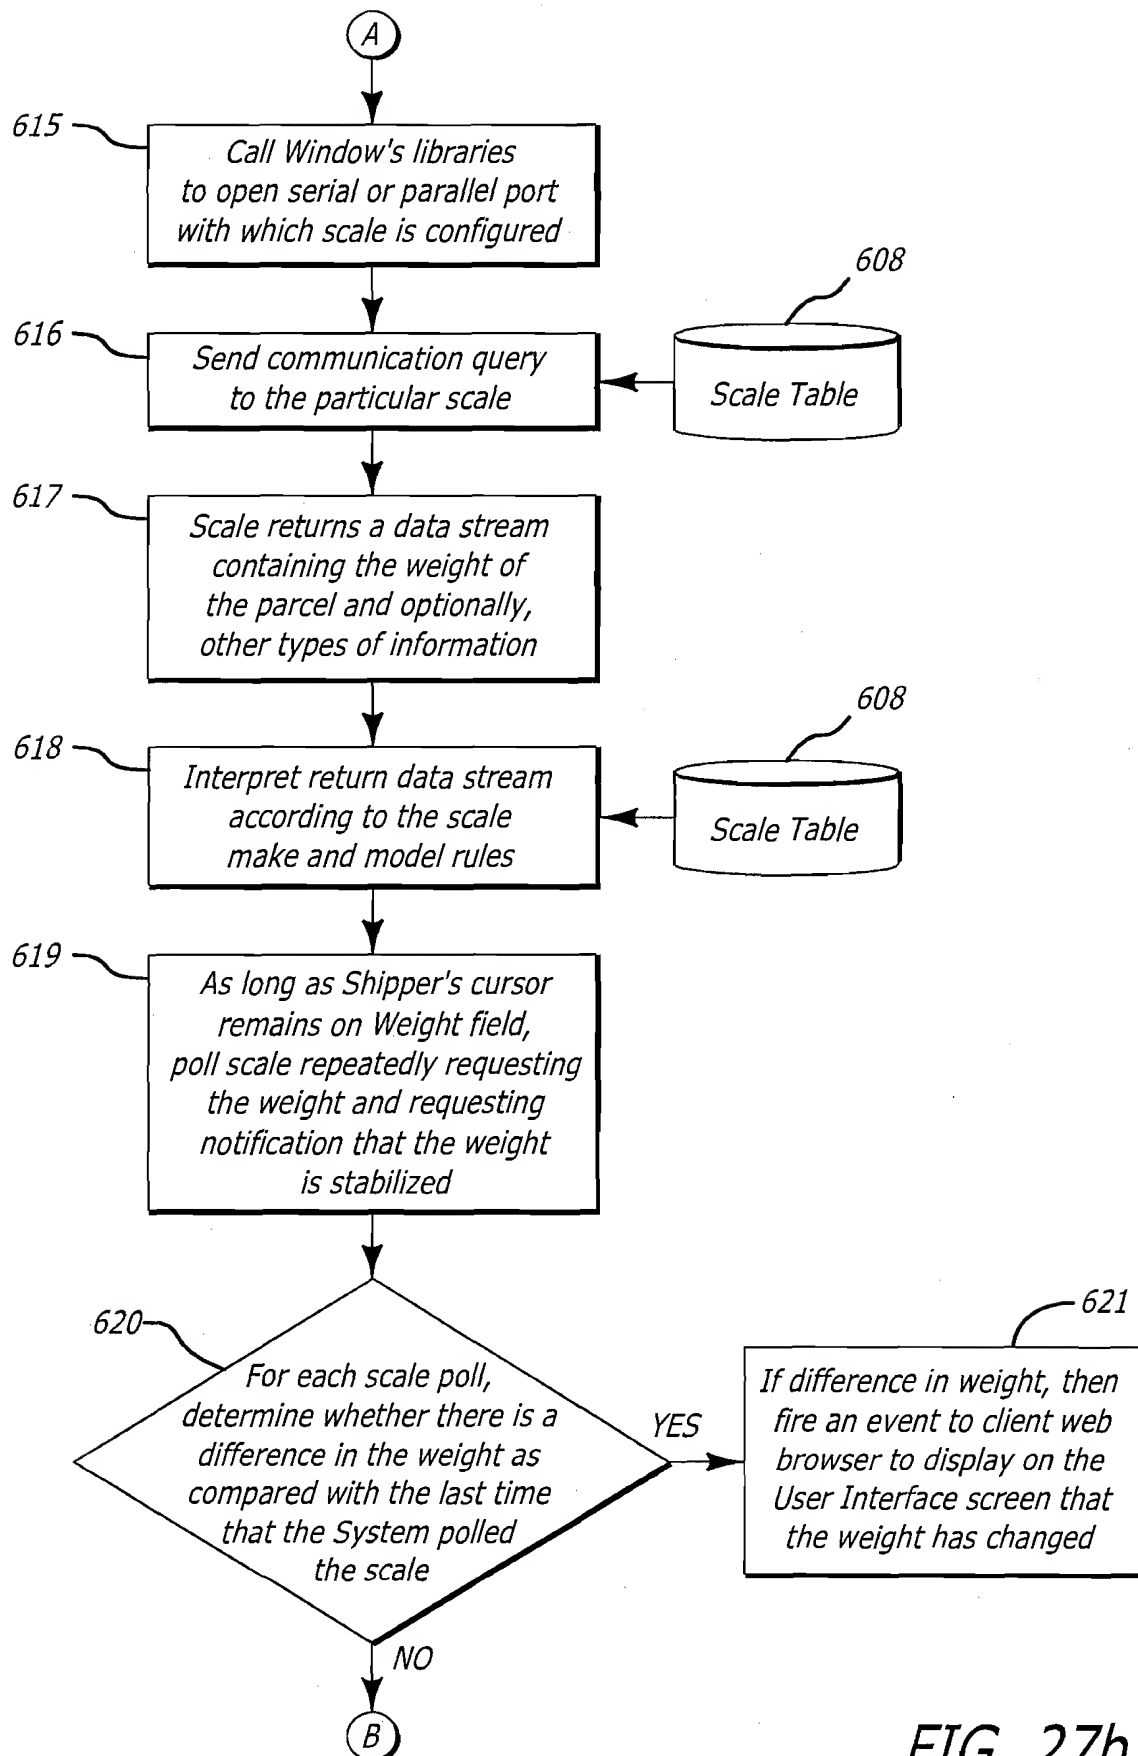 A
615
Call Window's libraries
to open serial or parallel port
with which scale is configured
608
616
Send communication query
to the particular scale
Scale Table
617
Scale returns a data stream
containing the weight of
the parcel and optionally,
other types of information
608
618
Interpret return data stream
according to the scale
make and model rules
Scale Table
619
As long as Shipper's cursor
remains on Weight field,
poll scale repeatedly requesting
the weight and requesting
notification that the weight
is stabilized
620
For each scale poll,
determine whether there is a
difference in the weight as
compared with the last time
that the System polled
the scale
YES
621
If difference in weight, then
fire an event to client web
browser to display on the
User Interface screen that
the weight has changed
NO
B
FIG. 27b